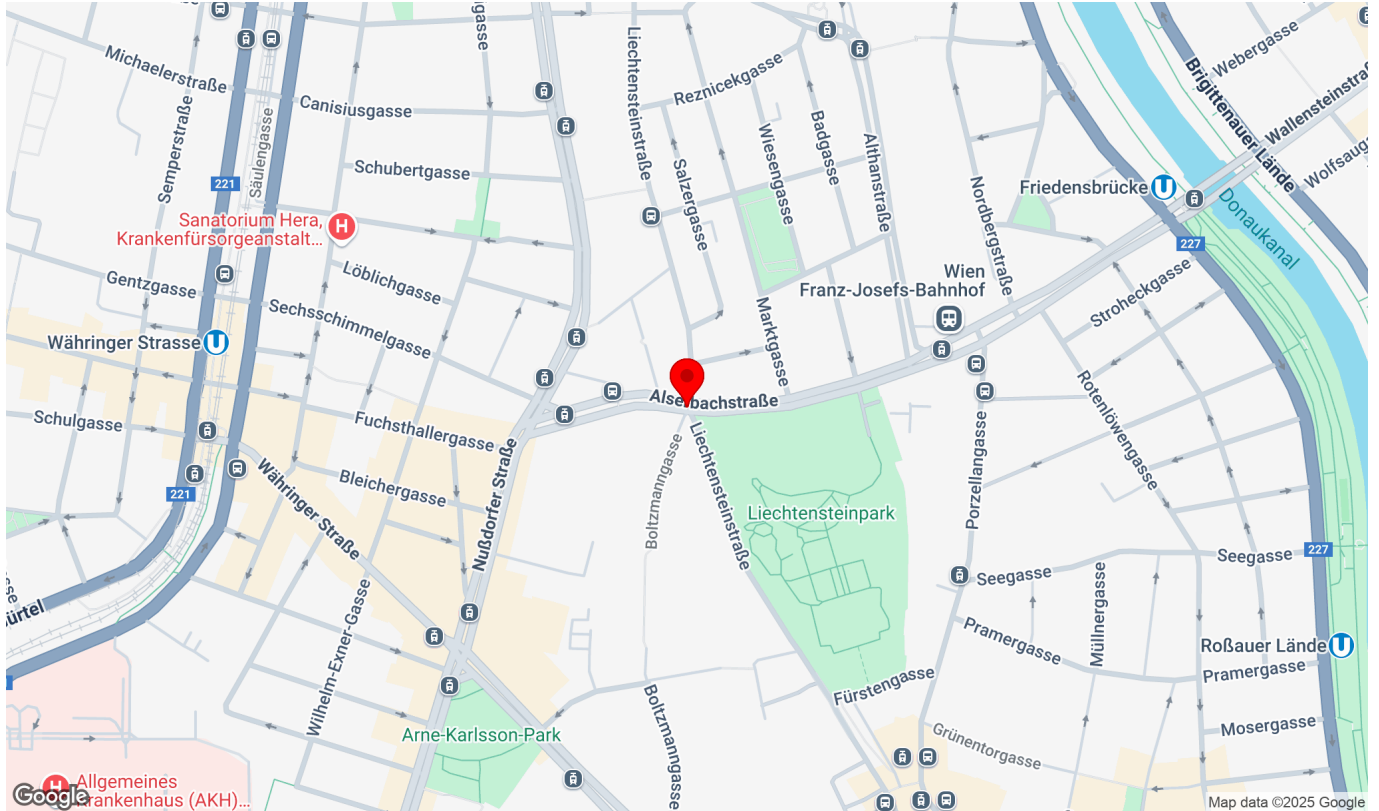 Michaelerstraße
Canisiusgasse
Liechtensteinstraße
Reznicekgasse
Webergasse
Brigittenauer Lände
Wallensteinstraß
Semperstraße
Säulengasse
221
Schubertgasse
Salzergasse
Wiesengasse
Badgasse
Althanstraße
Nordbergstraße
Friedensbrücke
Donaukanal
227
Sanatorium Hera,
Krankenfürsorgeanstalt...
Gentzgasse
Löblichgasse
Sechsschimmelgasse
Wien
Franz-Josefs-Bahnhof
Marktgasse
Stroheckgasse
Währinger Strasse
Rotenlöwengasse
Alserbachstraße
Schulgasse
Fuchsthallergasse
Bleichergasse
Währinger Straße
221
Nußdorfer Straße
Boltzmanngasse
Liechtensteinstraße
Liechtensteinpark
Porzellangasse
Seegasse
Seegasse
227
Müllnergasse
Pramergasse
Roßauer Lände
Pramergasse
Wilhelm-Exner-Gasse
Fürstengasse
Boltzmanngasse
Grünentorgasse
Mosergasse
Arne-Karlsson-Park
Allgemeines
Krankenhaus (AKH)...
Google
Map data ©2025 Google